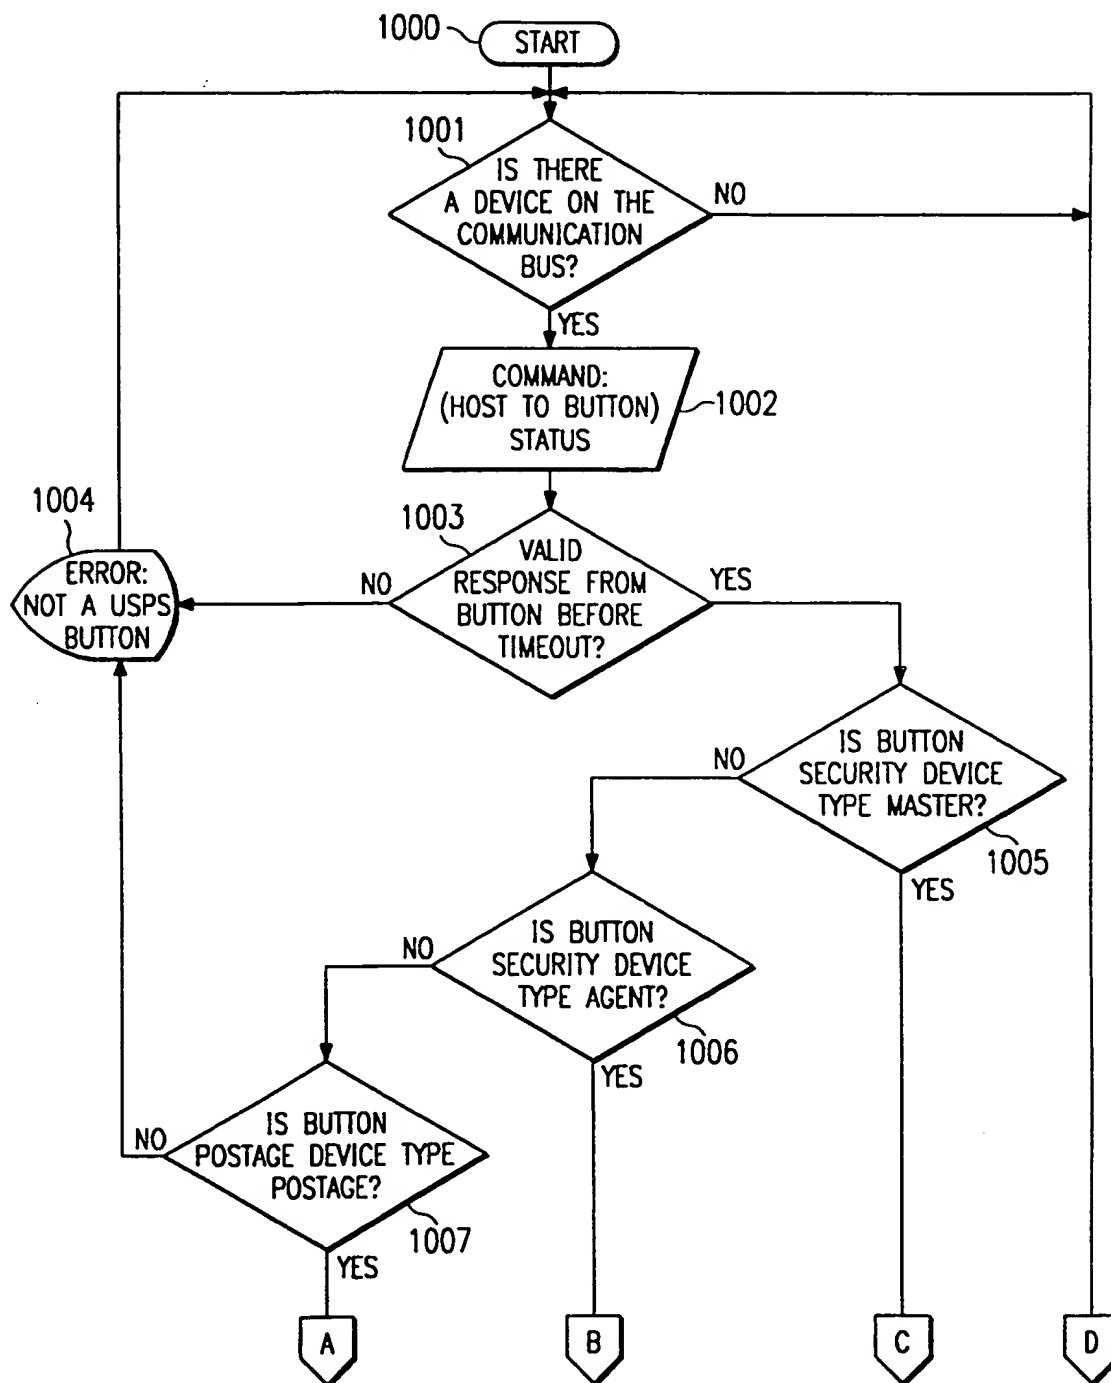 1000
START
1001
IS THERE
A DEVICE ON THE
COMMUNICATION
BUS?
NO
YES
COMMAND:
(HOST TO BUTTON)
STATUS
1002
1004
ERROR:
NOT A USPS
BUTTON
1003
NO
VALID
RESPONSE FROM
BUTTON BEFORE
TIMEOUT?
YES
NO
IS BUTTON
SECURITY DEVICE
TYPE MASTER?
1005
YES
NO
IS BUTTON
SECURITY DEVICE
TYPE AGENT?
1006
YES
NO
IS BUTTON
POSTAGE DEVICE TYPE
POSTAGE?
1007
YES
A
B
C
D